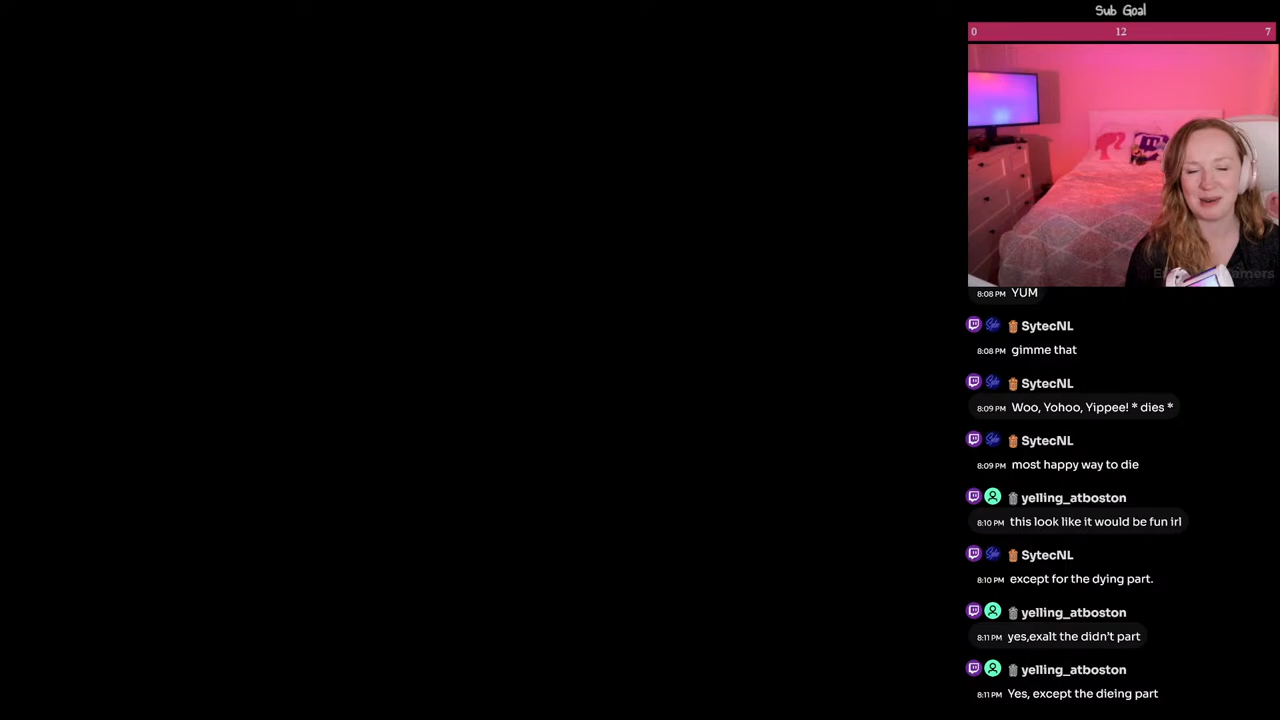 Sub Goal
0 12 7
8:08 PM YUM
SytecNL
8:08 PM gimme that
SytecNL
8:09 PM Woo, Yohoo, Yippee! * dies *
SytecNL
8:09 PM most happy way to die
yelling_atboston
8:10 PM this look like it would be fun irl
SytecNL
8:10 PM except for the dying part.
yelling_atboston
8:11 PM yes,exalt the didn't part
yelling_atboston
8:11 PM Yes, except the dieing part